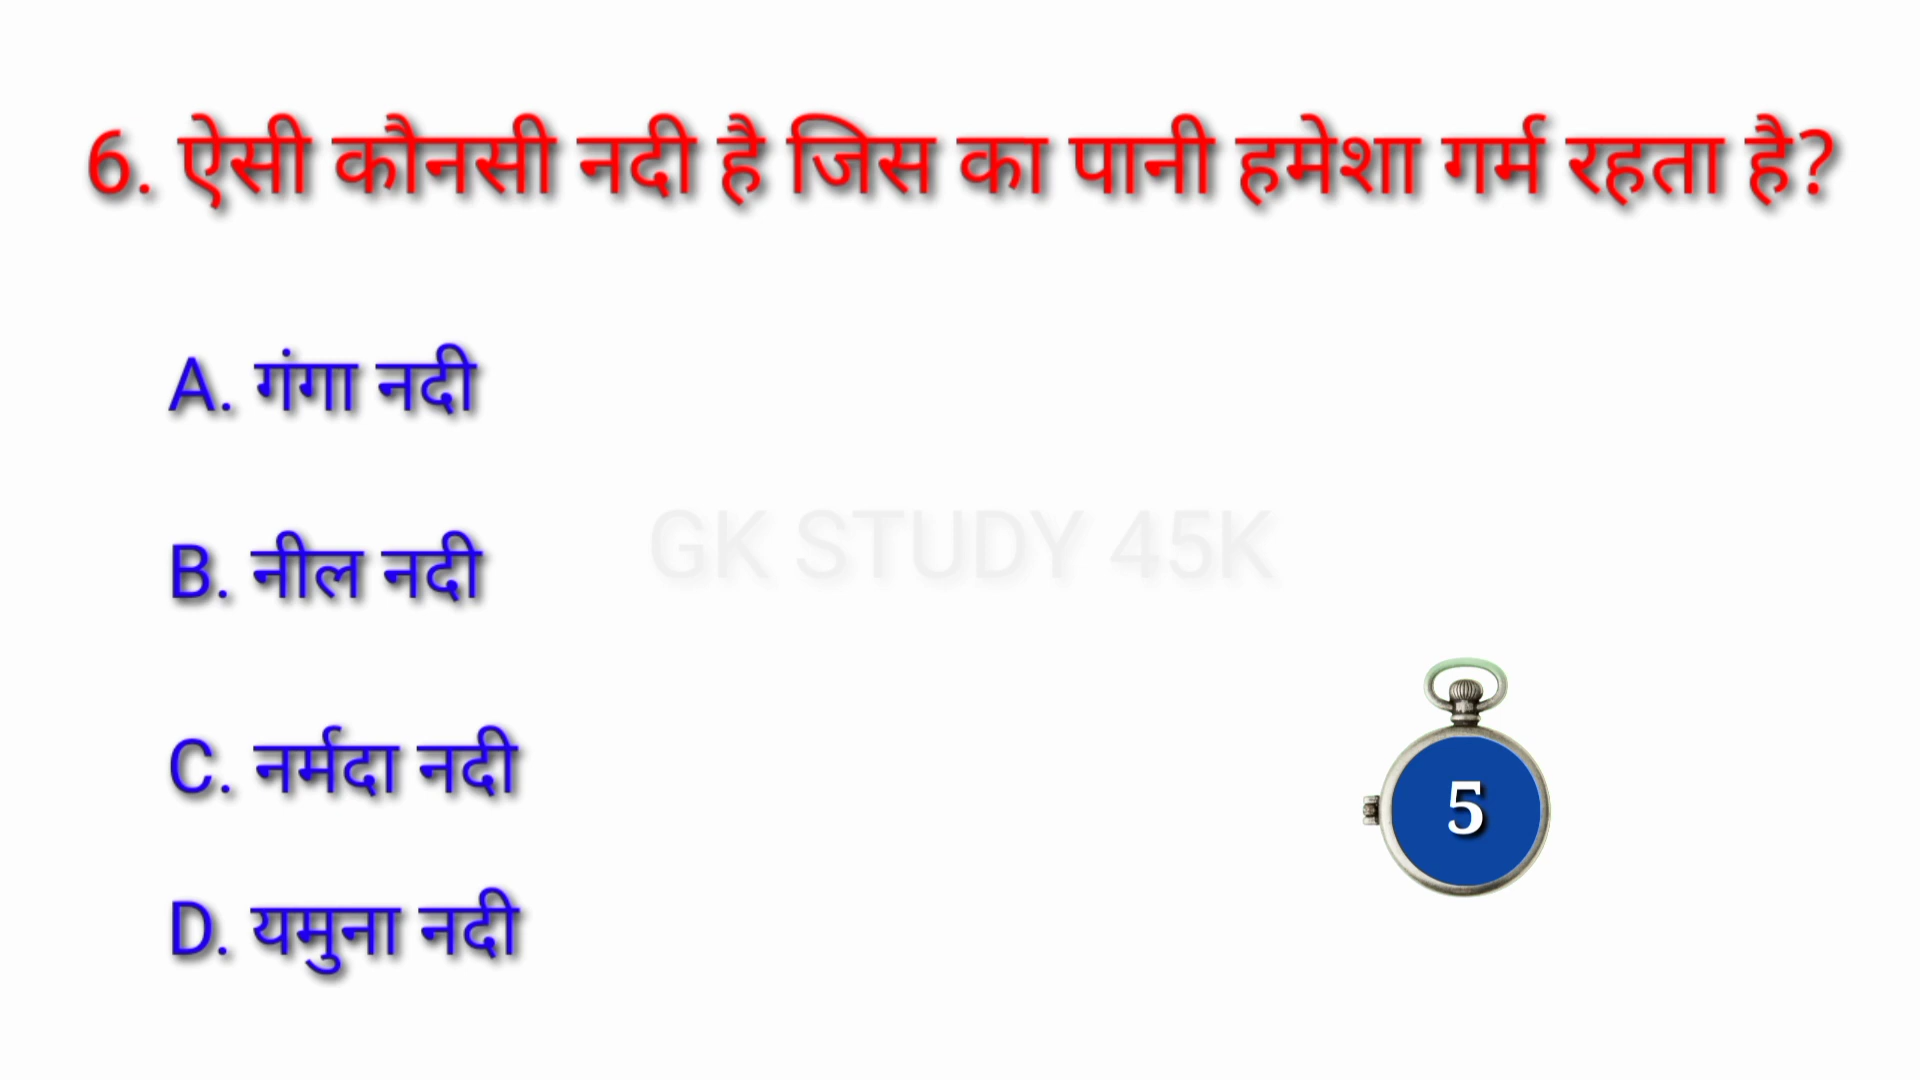 6. ऐसी कौनसी नदी है जिस का पानी हमेशा गर्म रहता है?
A. गंगा नदी
B. नील नदी
GK STUDY 45K
C. नर्मदा नदी
5
D. यमुना नदी